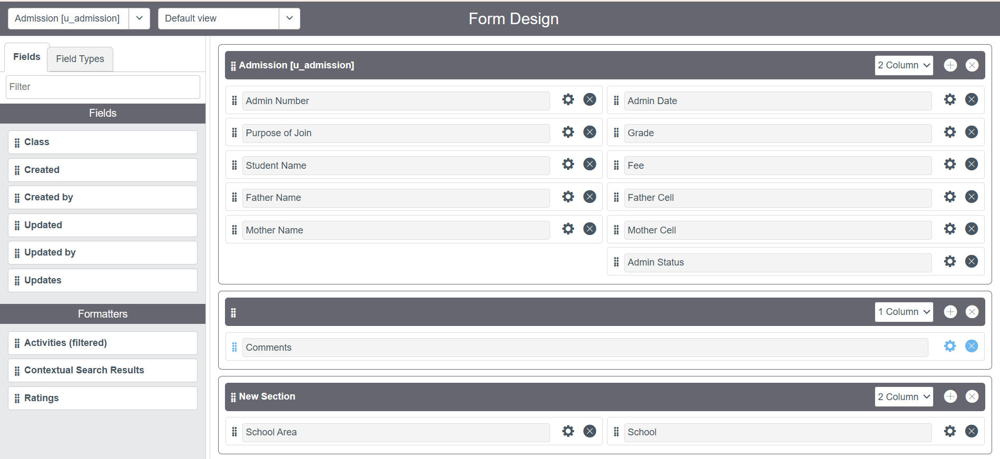 Admission [u_admission]
Default view
Form Design
Fields
Field Types
Filter
Fields
Class
Created
Created by
Updated
Updated by
Updates
Formatters
Activities (filtered)
Contextual Search Results
Ratings
Admission [u_admission]
2 Column
Admin Number
Admin Date
Purpose of Join
Grade
Student Name
Fee
Father Name
Father Cell
Mother Name
Mother Cell
Admin Status
1 Column
Comments
New Section
2 Column
School Area
School